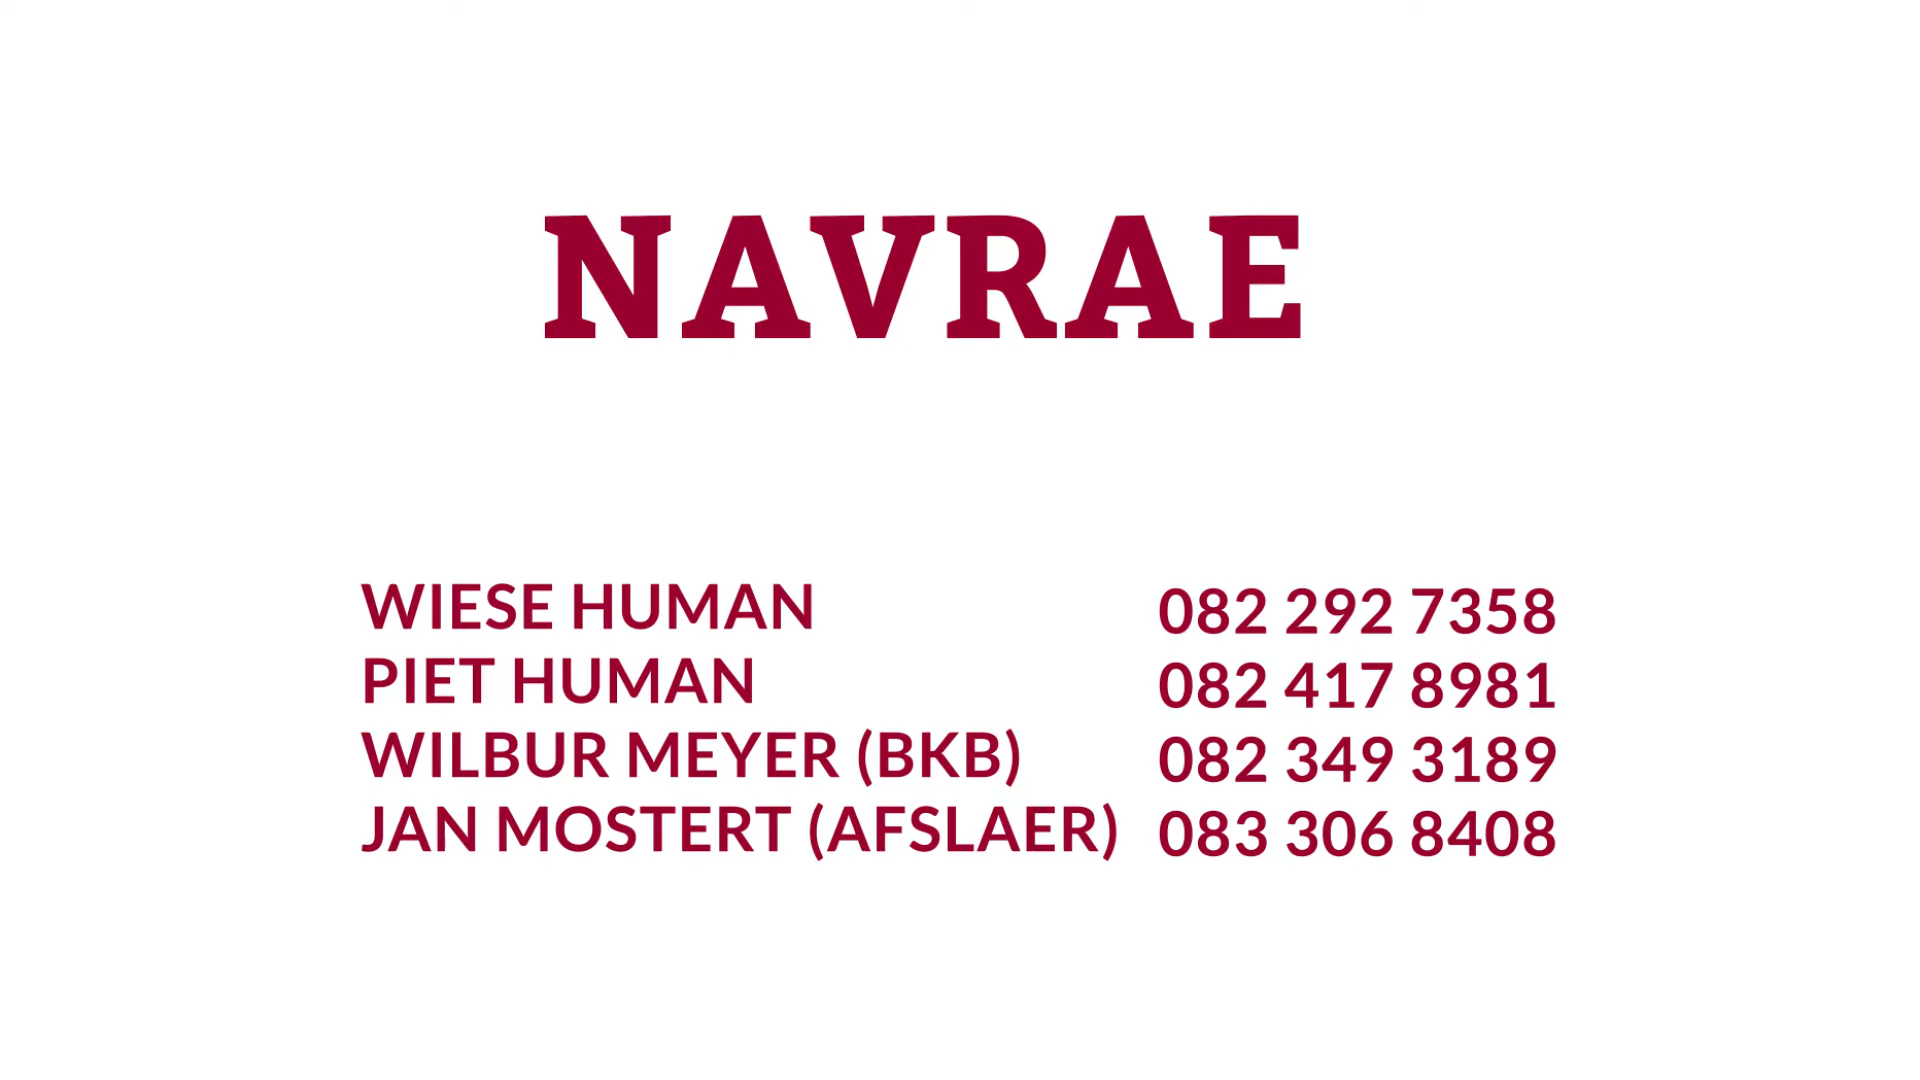 NAVRAE
WIESE HUMAN 082 292 7358
PIET HUMAN 082 417 8981
WILBUR MEYER (BKB) 082 349 3189
JAN MOSTERT (AFSLAER) 083 306 8408